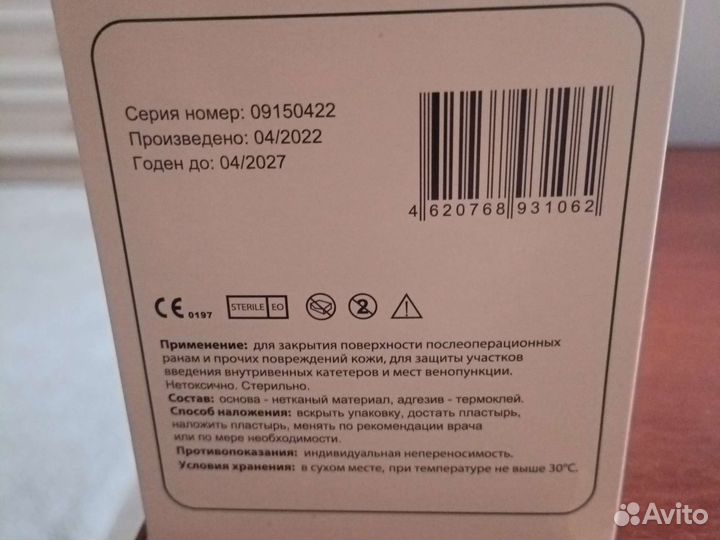 Серия номер: 09150422
Произведено: 04/2022
Годен до: 04/2027
4 620768 931062
CE 0197 STERILE EO
Применение: для закрытия поверхности послеоперационных
ранам и прочих повреждений кожи, для защиты участков
введения внутривенных катетеров и мест венопункции.
Нетоксично. Стерильно.
Состав: основа - нетканый материал, адгезив - термоклей.
Способ наложения: вскрыть упаковку, достать пластырь,
наложить пластырь, менять по рекомендации врача
или по мере необходимости.
Противопоказания: индивидуальная непереносимость.
Условия хранения: в сухом месте, при температуре не выше 30°С.
Avito